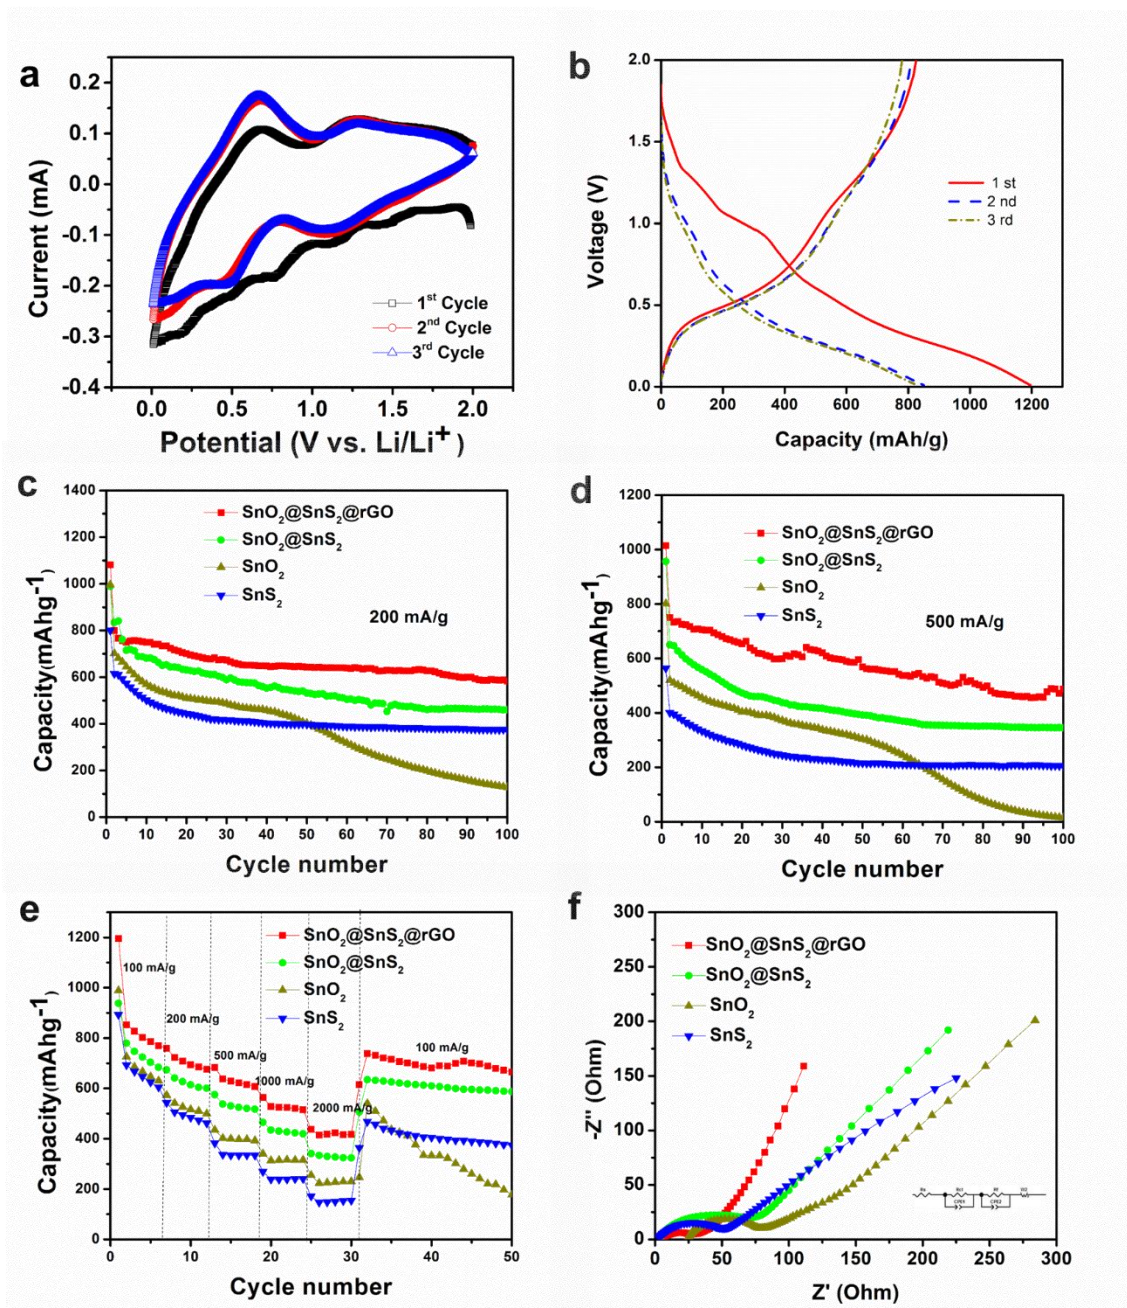 a
0.2
0.1
0.0
-0.1
-0.2
-0.3
-0.4
Current (mA)
1st Cycle
2nd Cycle
3rd Cycle
0.0 0.5 1.0 1.5 2.0
Potential (V vs. Li/Li+)
b
2.0
1.5
1.0
0.5
0.0
Voltage (V)
1 st
2 nd
3 rd
0 200 400 600 800 1000 1200
Capacity (mAh/g)
c
1400
1200
1000
800
600
400
200
0
Capacity(mAhg-1)
SnO2@SnS2@rGO
SnO2@SnS2
SnO2
SnS2
200 mA/g
0 10 20 30 40 50 60 70 80 90 100
Cycle number
d
1200
1000
800
600
400
200
0
Capacity(mAhg-1)
SnO2@SnS2@rGO
SnO2@SnS2
SnO2
SnS2
500 mA/g
0 10 20 30 40 50 60 70 80 90 100
Cycle number
e
1200
1000
800
600
400
200
0
Capacity(mAhg-1)
SnO2@SnS2@rGO
SnO2@SnS2
SnO2
SnS2
100 mA/g
200 mA/g
500 mA/g
1000 mA/g
2000 mA/g
100 mA/g
0 10 20 30 40 50
Cycle number
f
300
250
200
150
100
50
0
-Z'' (Ohm)
SnO2@SnS2@rGO
SnO2@SnS2
SnO2
SnS2
CPE1 CPE2
0 25 50 75 100 125 150 175 200 225 250 275 300
Z' (Ohm)